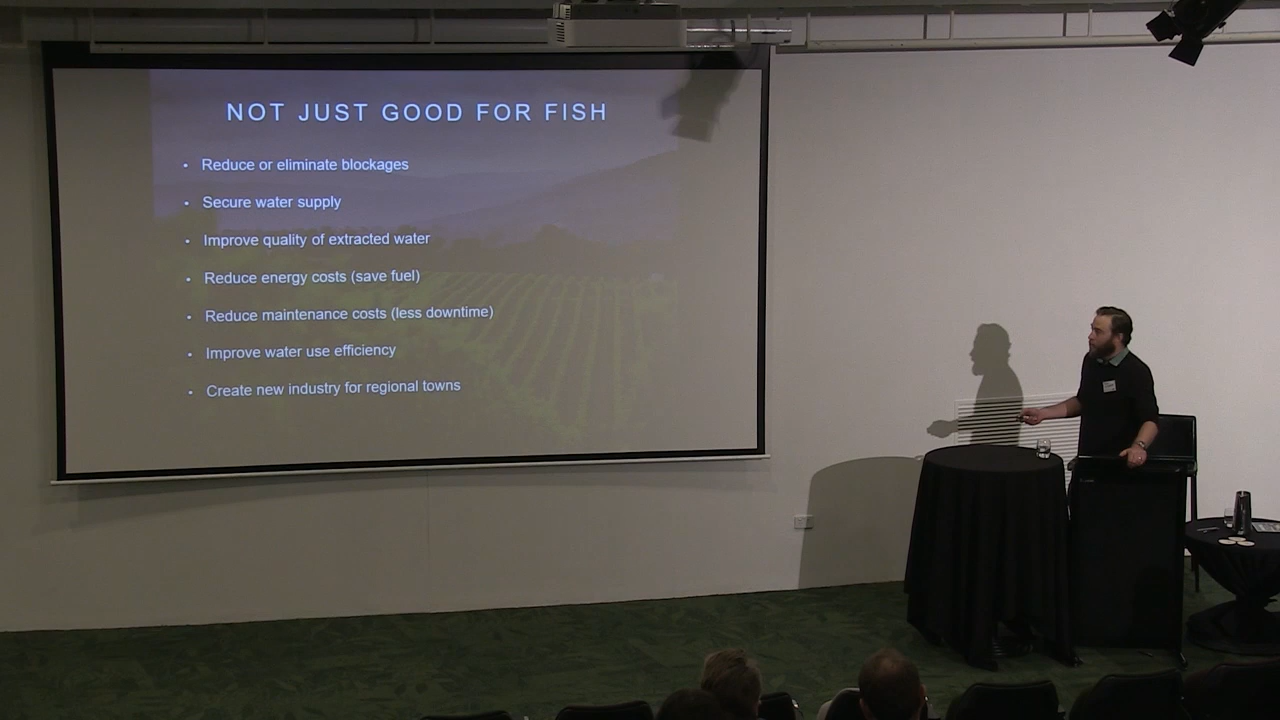 NOT JUST GOOD FOR FISH
• Reduce or eliminate blockages
• Secure water supply
• Improve quality of extracted water
• Reduce energy costs (save fuel)
• Reduce maintenance costs (less downtime)
• Improve water use efficiency
• Create new industry for regional towns